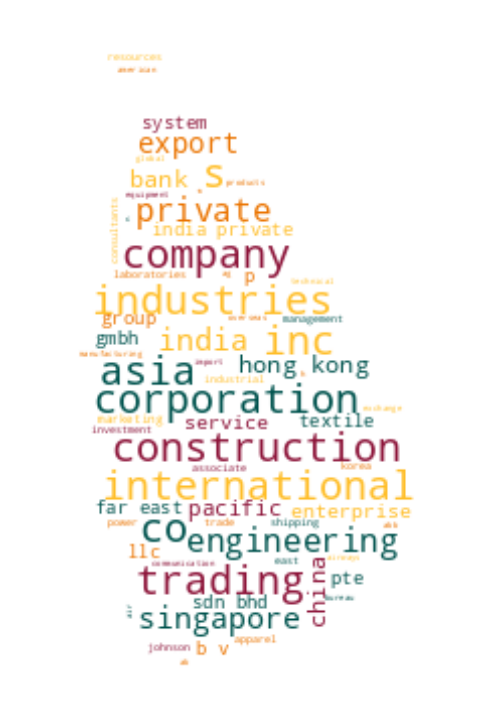 resources
american
system
export
global
bank s
products
equipment
private
consultants
india private
company
laboratories
p
technical
industries
group
overseas
management
gmbh
india inc
manufacturing
import
hong kong
asia
industrial
corporation
exchange
marketing
service
textile
investment
construction
associate
korea
international
far east
pacific
enterprise
power
trade
shipping
co
engineering
llc
east
airways
communication
trading
china
pte
sdn bhd
bureau
air
singapore
apparel
johnson
b v